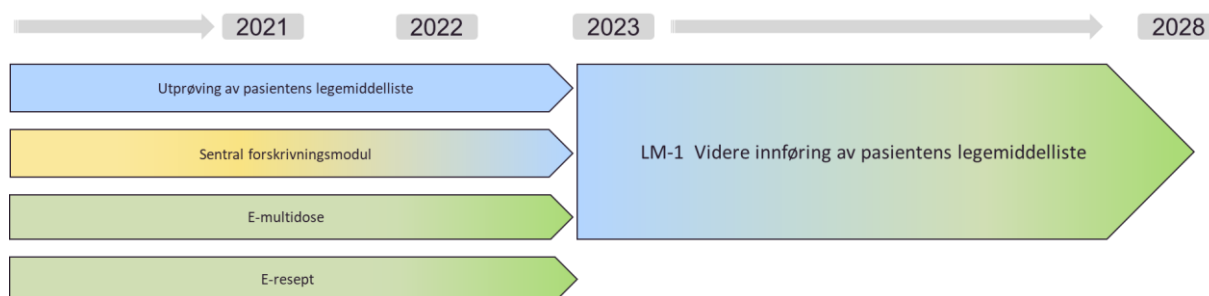 2021 2022 2023 2028
Utprøving av pasientens legemiddelliste
Sentral forskrivningsmodul
LM-1 Videre innføring av pasientens legemiddelliste
E-multidose
E-resept